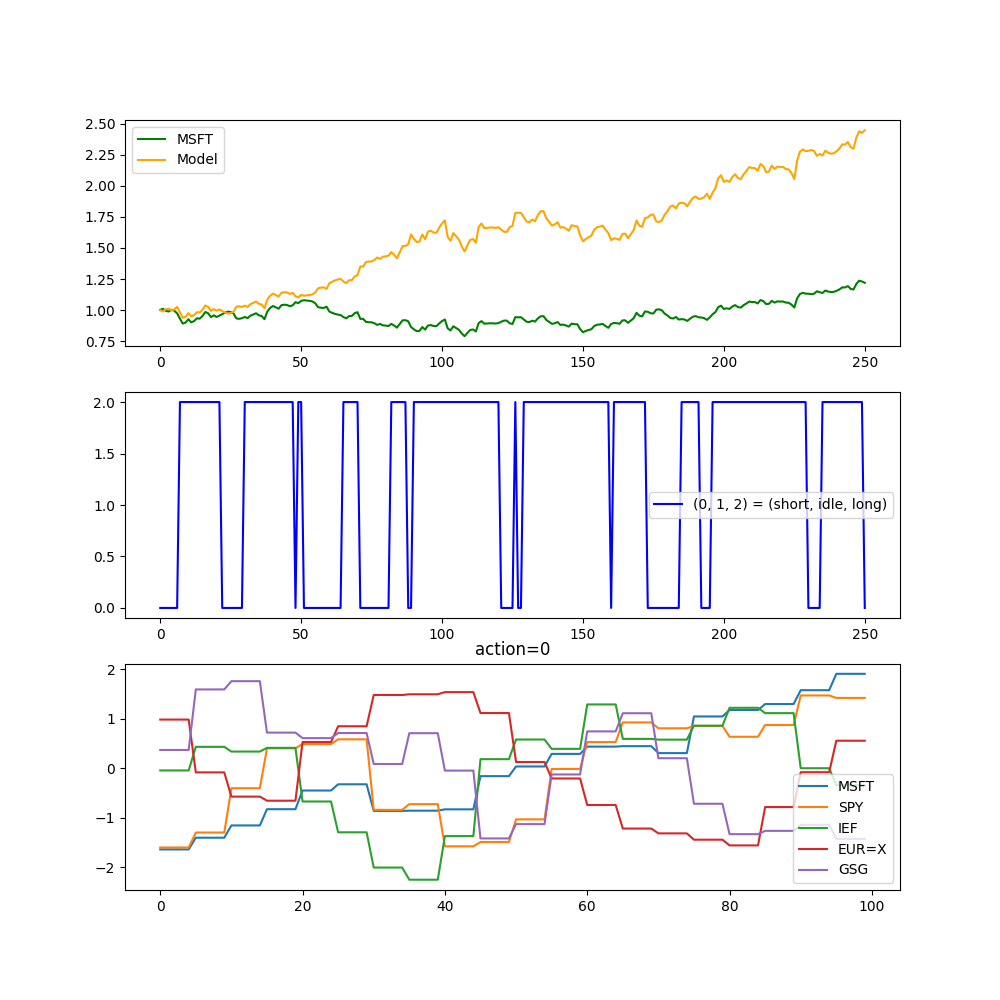 2.50
2.25
2.00
1.75
1.50
1.25
1.00
0.75
MSFT
Model
0 50 100 150 200 250
2.0
1.5
1.0
0.5
0.0
(0, 1, 2) = (short, idle, long)
0 50 100 150 200 250
action=0
2
1
0
−1
−2
MSFT
SPY
IEF
EUR=X
GSG
0 20 40 60 80 100